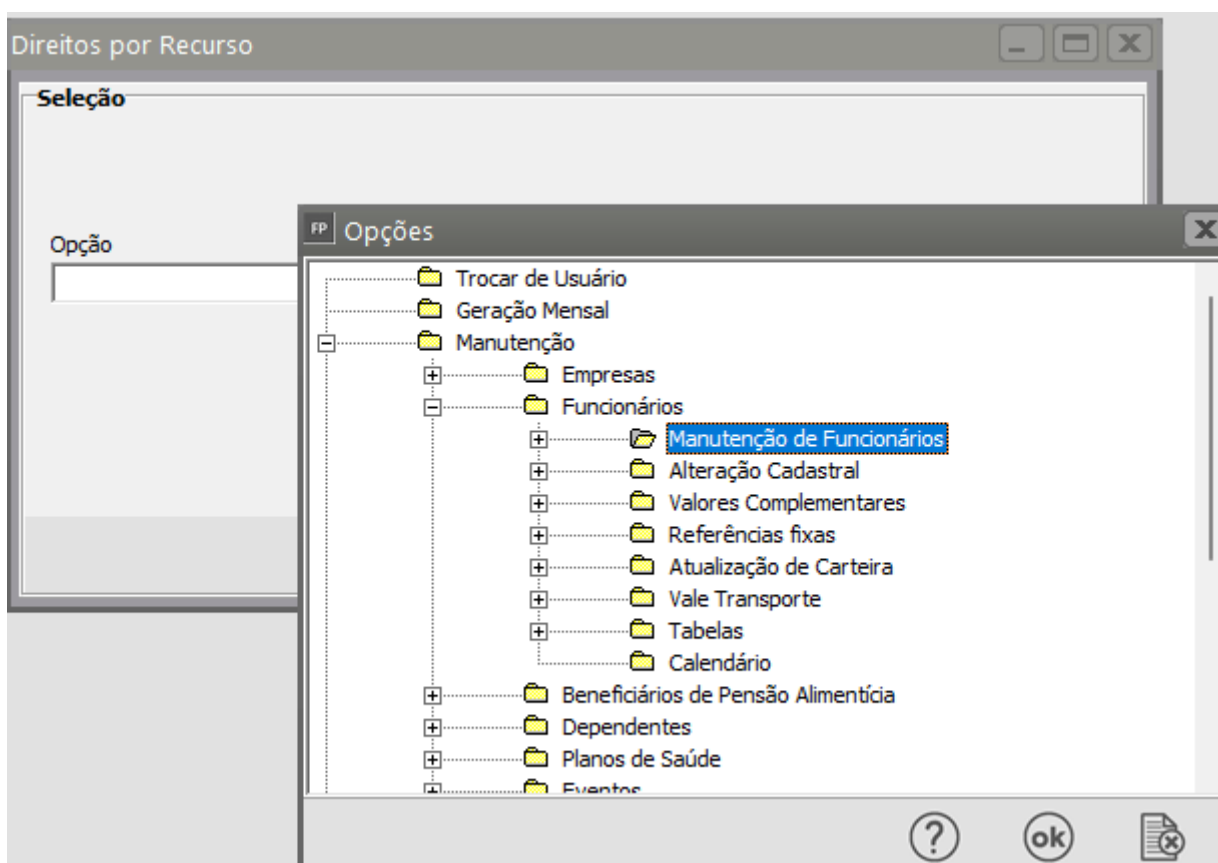 Direitos por Recurso
Seleção
Opção
FP Opções
Trocar de Usuário
Geração Mensal
Manutenção
Empresas
Funcionários
Manutenção de Funcionários
Alteração Cadastral
Valores Complementares
Referências fixas
Atualização de Carteira
Vale Transporte
Tabelas
Calendário
Beneficiários de Pensão Alimentícia
Dependentes
Planos de Saúde
Eventos
? ok